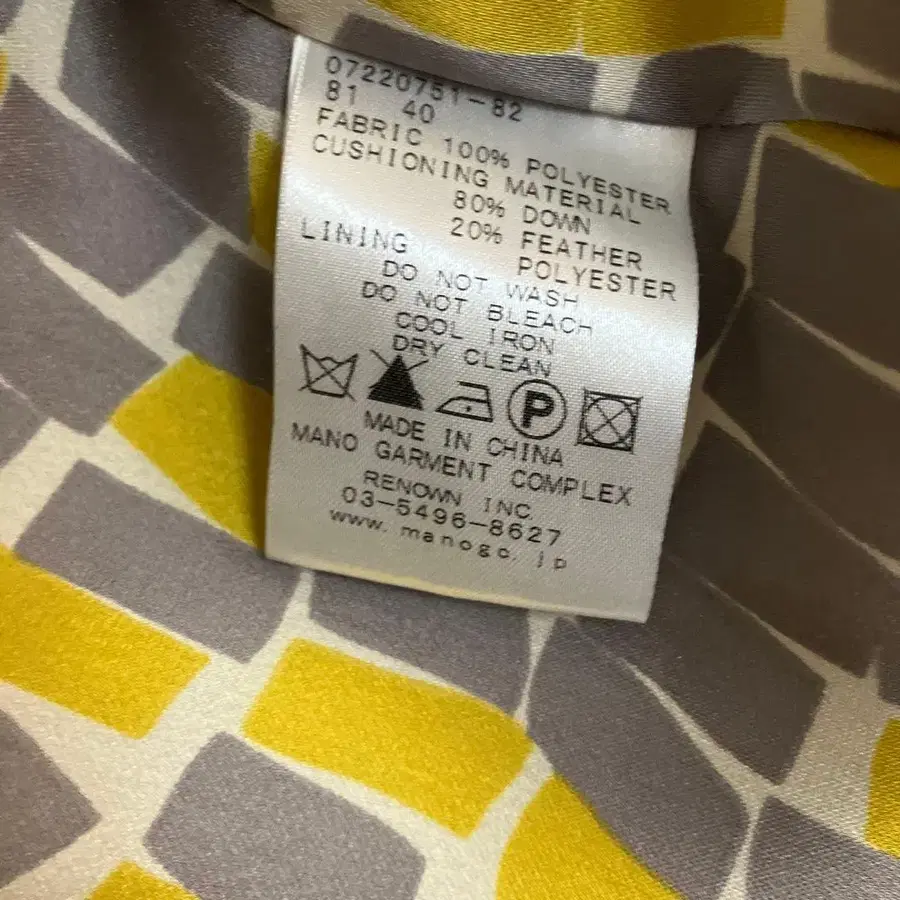 07220751-82
81 40
FABRIC 100% POLYESTER
CUSHIONING MATERIAL
80% DOWN
20% FEATHER
LINING POLYESTER
DO NOT WASH
DO NOT BLEACH
COOL IRON
DRY CLEAN
P
MADE IN CHINA
MANO GARMENT COMPLEX
RENOWN INC
03-5496-8627
www.manogc.jp